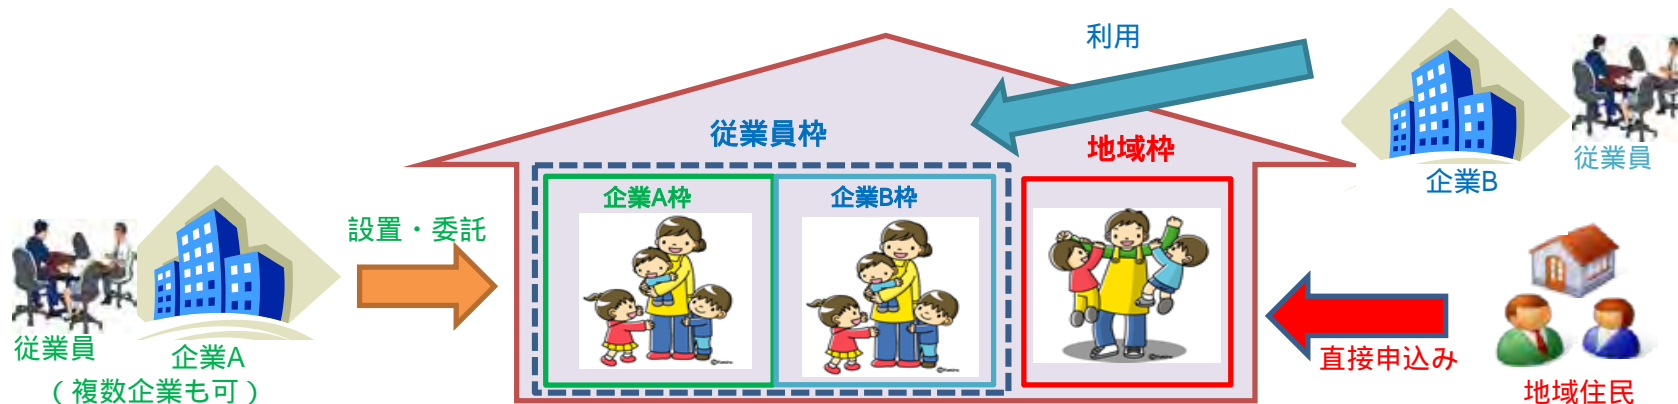 利用
従業員枠
地域枠
企業A枠
企業B枠
従業員
企業B
設置・委託
従業員
企業A
（複数企業も可）
直接申込み
地域住民